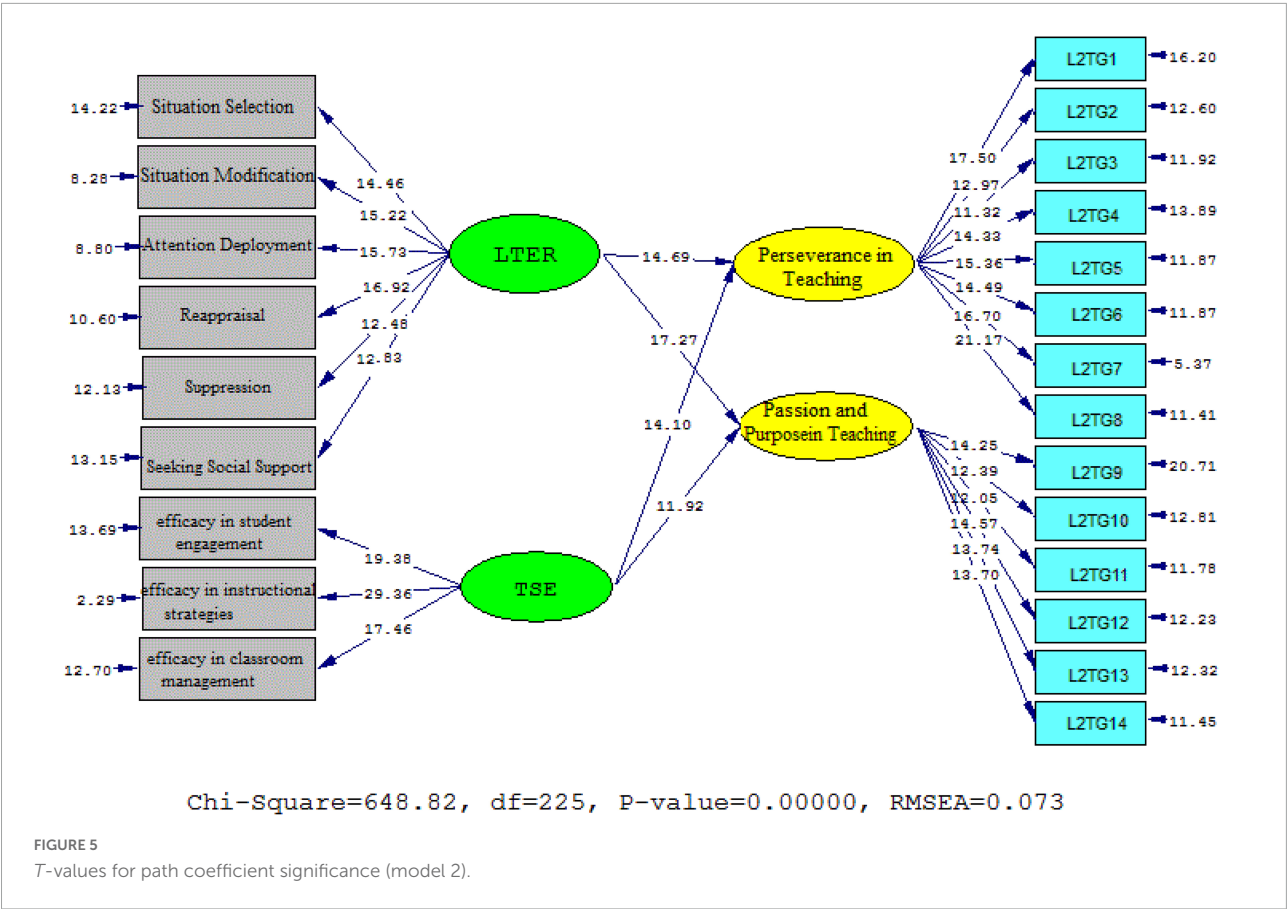 14.22
Situation Selection
8.28
Situation Modification
8.80
Attention Deployment
10.60
Reappraisal
12.13
Suppression
13.15
Seeking Social Support
13.69
efficacy in student
engagement
2.29
efficacy in instructional
strategies
12.70
efficacy in classroom
management
14.46
15.22
15.73
16.92
12.48
12.83
19.38
29.36
17.46
LTER
TSE
14.69
17.27
14.10
11.92
Perseverance in
Teaching
Passion and
Purposein Teaching
17.50
12.97
11.32
14.33
15.36
14.49
16.70
21.17
14.25
12.39
12.05
14.57
13.74
13.70
L2TG1
16.20
L2TG2
12.60
L2TG3
11.92
L2TG4
13.89
L2TG5
11.87
L2TG6
11.87
L2TG7
5.37
L2TG8
11.41
L2TG9
20.71
L2TG10
12.81
L2TG11
11.78
L2TG12
12.23
L2TG13
12.32
L2TG14
11.45
Chi-Square=648.82, df=225, P-value=0.00000, RMSEA=0.073
FIGURE 5
T-values for path coefficient significance (model 2).